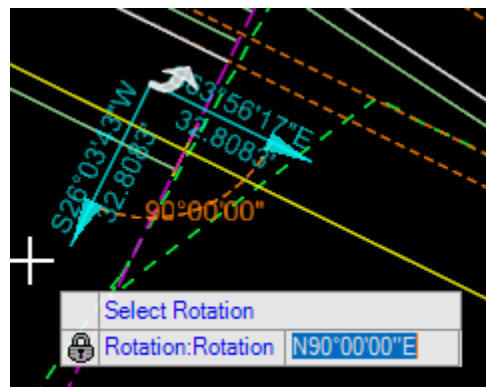 S63°56'17"E
32.8083'
S26°03'43"W
32.8083'
90°00'00"
Select Rotation
Rotation:Rotation N90°00'00"E